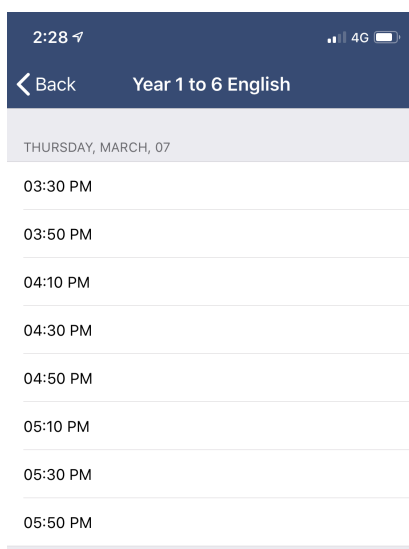 2:28 4G
Back Year 1 to 6 English
THURSDAY, MARCH, 07
03:30 PM
03:50 PM
04:10 PM
04:30 PM
04:50 PM
05:10 PM
05:30 PM
05:50 PM